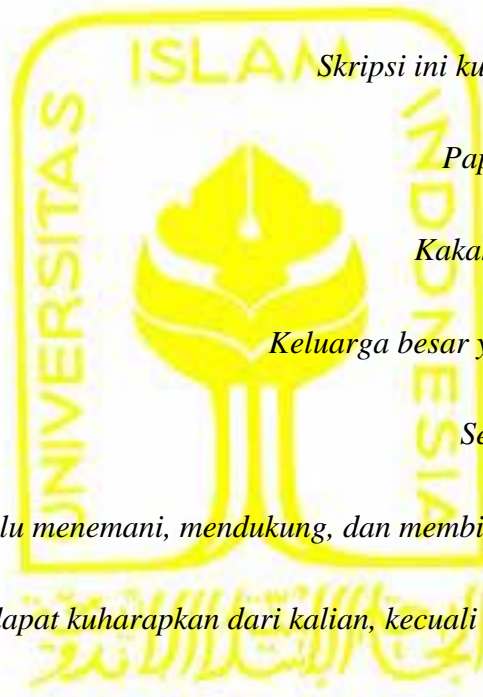 UNIVERSITAS
ISLAM
INDONESIA
Skripsi ini ku
Pap
Kaka
Keluarga besar y
Se
lu menemani, mendukung, dan membi
dapat kuharapkan dari kalian, kecuali